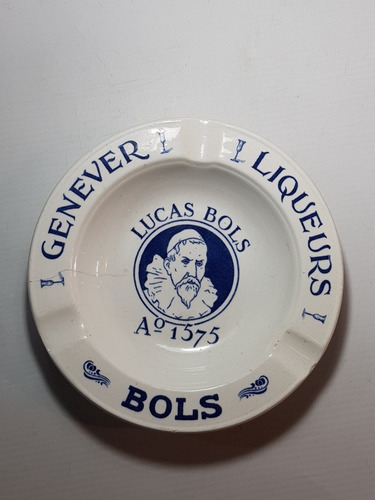 GENEVER
LIQUEURS
LUCAS BOLS
Aº 1575
BOLS